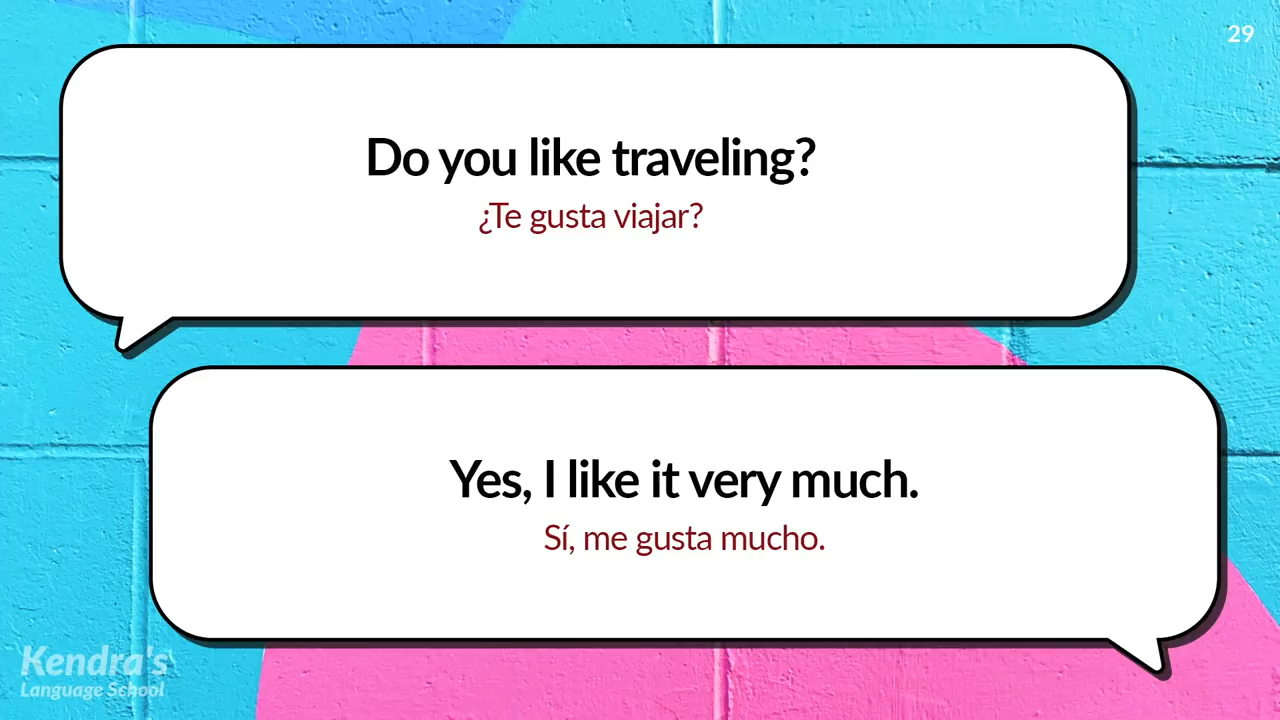 29
Do you like traveling?
¿Te gusta viajar?
Yes, I like it very much.
Sí, me gusta mucho.
Kendra's
Language School